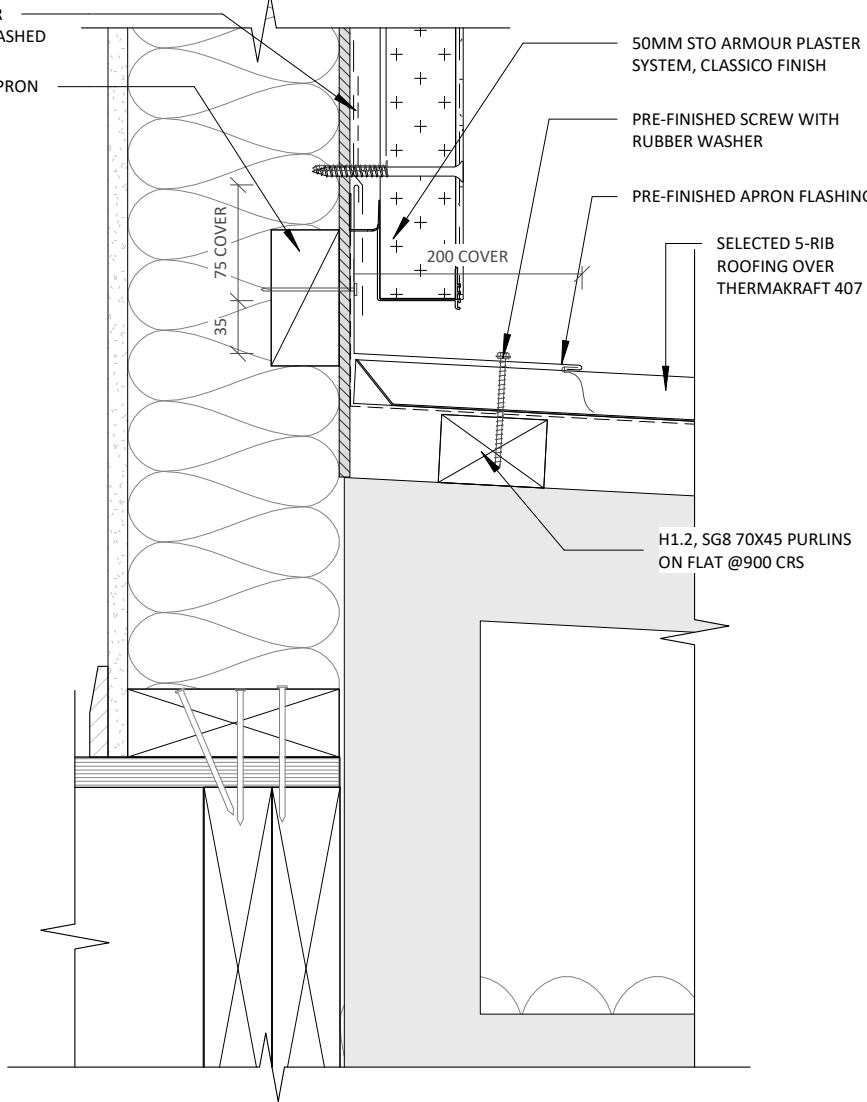 R
ASHED
PRON
50MM STO ARMOUR PLASTER
SYSTEM, CLASSICO FINISH
PRE-FINISHED SCREW WITH
RUBBER WASHER
PRE-FINISHED APRON FLASHING
SELECTED 5-RIB
ROOFING OVER
THERMAKRAFT 407
75 COVER
200 COVER
35
H1.2, SG8 70X45 PURLINS
ON FLAT @900 CRS